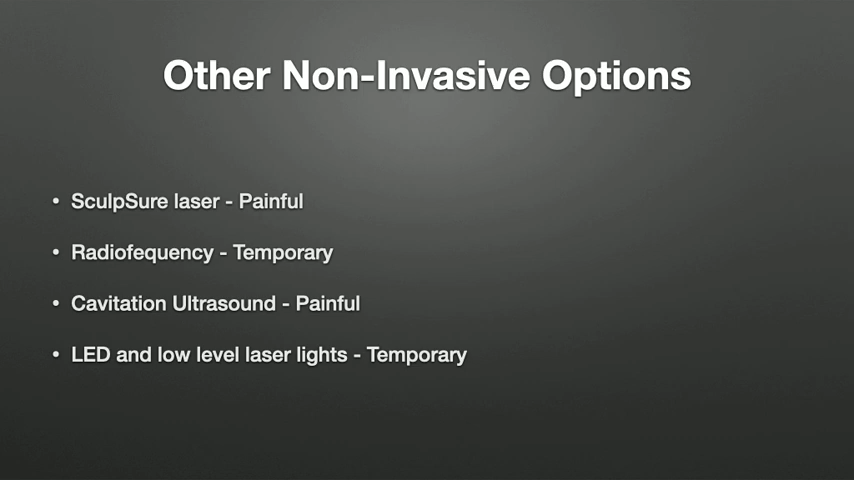 Other Non-Invasive Options
• SculpSure laser - Painful
• Radiofequency - Temporary
• Cavitation Ultrasound - Painful
• LED and low level laser lights - Temporary